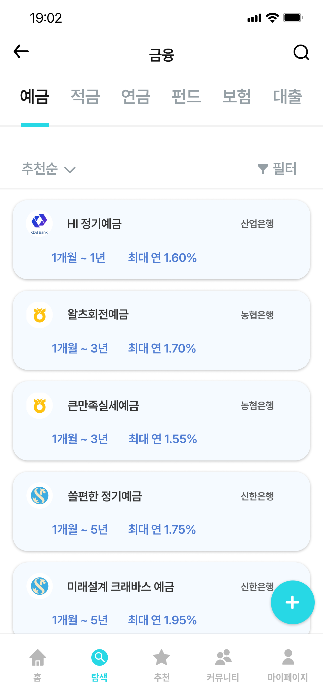 19:02
금융
예금 적금 연금 펀드 보험 대출
추천순 필터
HI 정기예금 산업은행
1개월 ~ 1년 최대 연 1.60%
왈츠회전예금 농협은행
1개월 ~ 3년 최대 연 1.70%
큰만족실세예금 농협은행
1개월 ~ 3년 최대 연 1.55%
쏠편한 정기예금 신한은행
1개월 ~ 5년 최대 연 1.75%
미래설계 크래바스 예금 신한은행
1개월 ~ 5년 최대 연 1.95%
홈 탐색 추천 커뮤니티 마이페이지